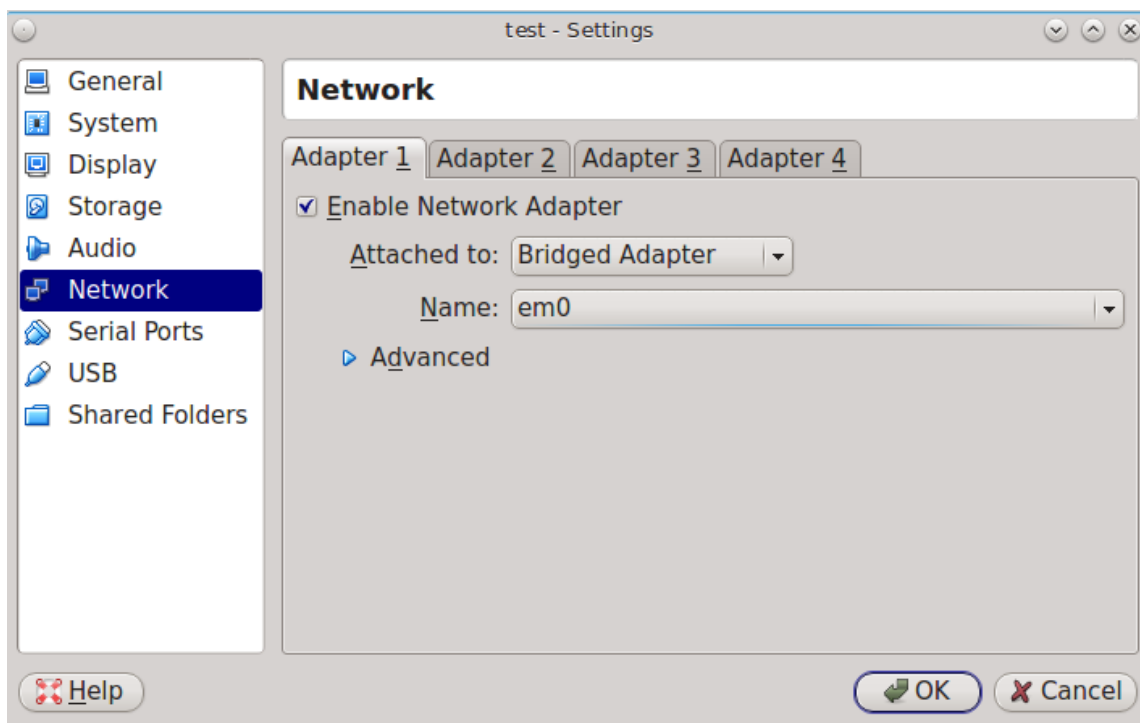 test - Settings
General
System
Display
Storage
Audio
Network
Serial Ports
USB
Shared Folders
Network
Adapter 1 Adapter 2 Adapter 3 Adapter 4
Enable Network Adapter
Attached to: Bridged Adapter
Name: em0
Advanced
Help
OK
Cancel